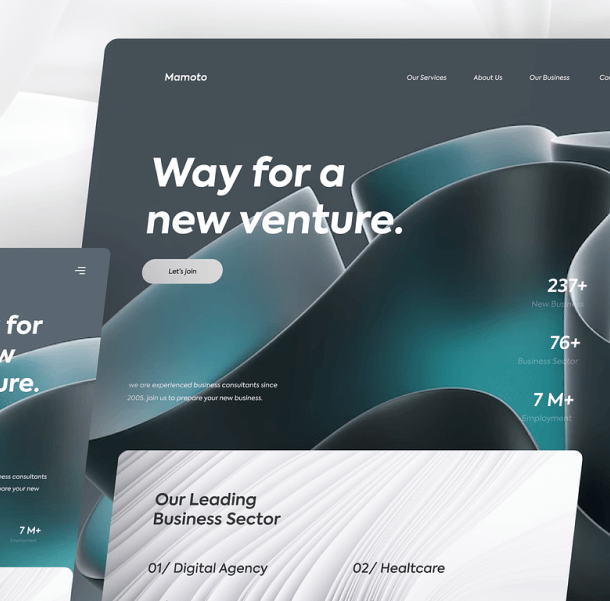 Mamoto
Our Services About Us Our Business
Way for a
new venture.
Let's join
237+
New Business
76+
Business Sector
7 M+
Employment
we are experienced business consultants since
2005. join us to prepare your new business.
Our Leading
Business Sector
01/ Digital Agency 02/ Healtcare
for
ure.
ness consultants
pare your new
7 M+
Employment